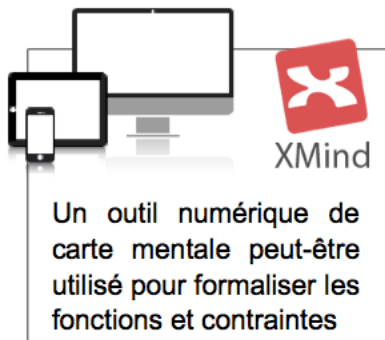 XMind
Un outil numérique de
carte mentale peut-être
utilisé pour formaliser les
fonctions et contraintes